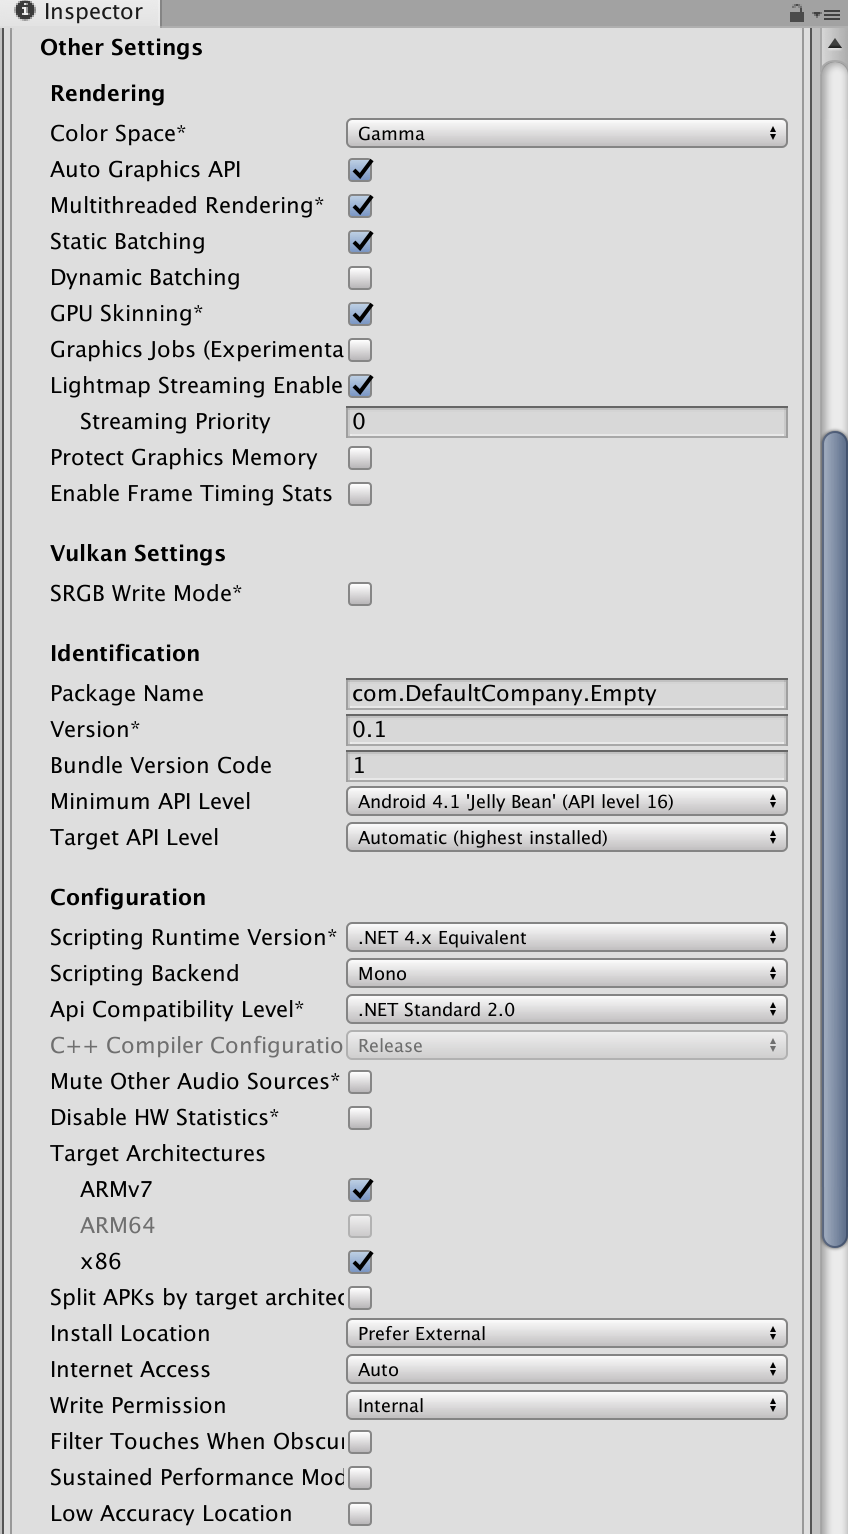 Inspector
Other Settings
Rendering
Color Space* Gamma
Auto Graphics API
Multithreaded Rendering*
Static Batching
Dynamic Batching
GPU Skinning*
Graphics Jobs (Experimenta
Lightmap Streaming Enable
Streaming Priority 0
Protect Graphics Memory
Enable Frame Timing Stats
Vulkan Settings
SRGB Write Mode*
Identification
Package Name com.DefaultCompany.Empty
Version* 0.1
Bundle Version Code 1
Minimum API Level Android 4.1 'Jelly Bean' (API level 16)
Target API Level Automatic (highest installed)
Configuration
Scripting Runtime Version* .NET 4.x Equivalent
Scripting Backend Mono
Api Compatibility Level* .NET Standard 2.0
C++ Compiler Configuratio Release
Mute Other Audio Sources*
Disable HW Statistics*
Target Architectures
ARMv7
ARM64
x86
Split APKs by target architec
Install Location Prefer External
Internet Access Auto
Write Permission Internal
Filter Touches When Obscu
Sustained Performance Mod
Low Accuracy Location